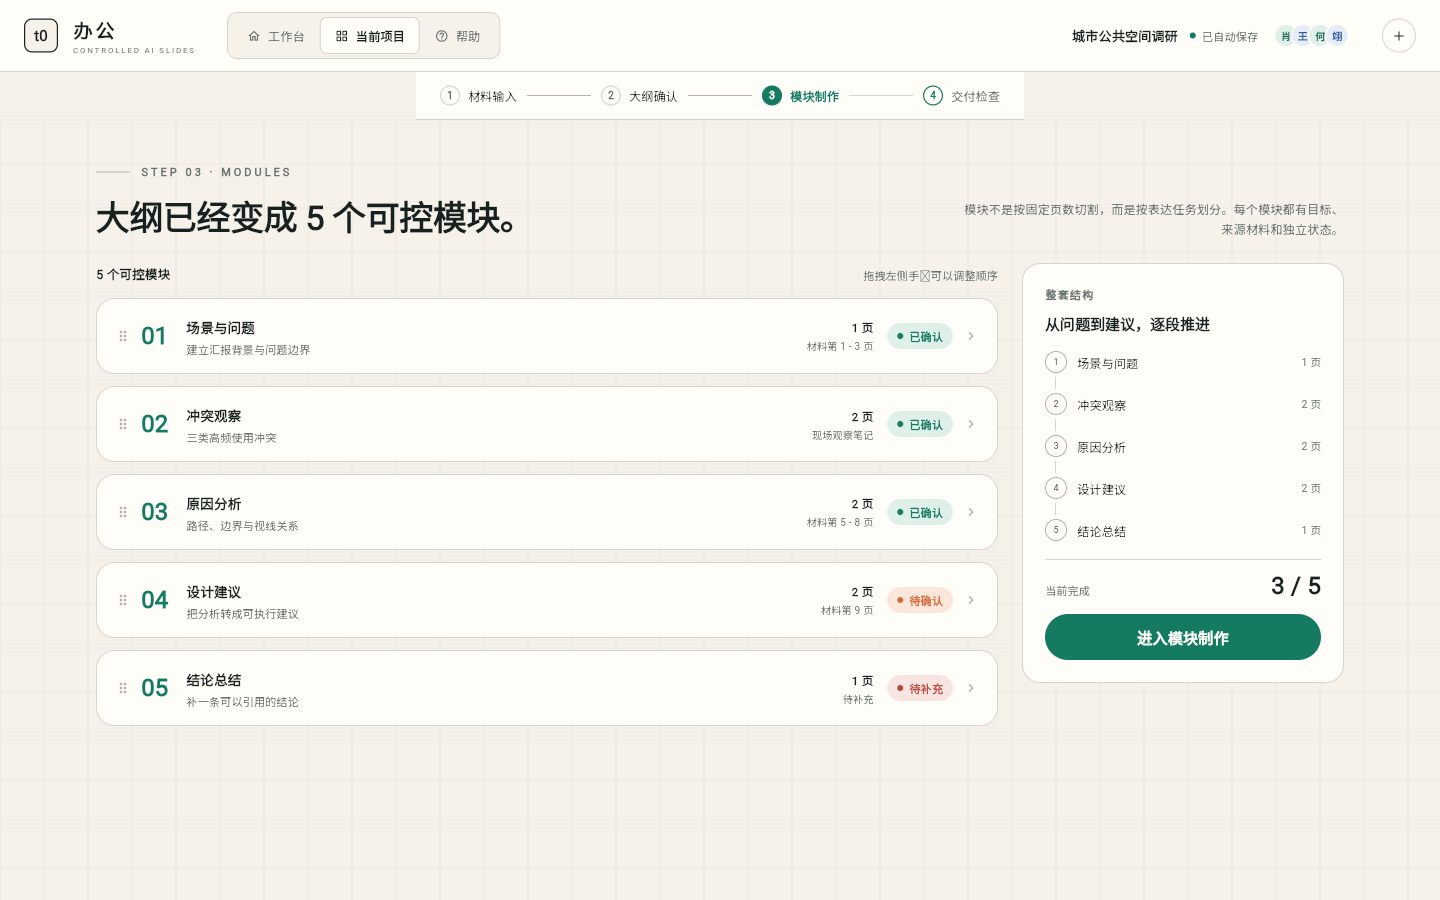 t0
办公
CONTROLLED AI SLIDES
工作台
当前项目
帮助
城市公共空间调研
已自动保存
肖 王 何 翊
1 材料输入
2 大纲确认
3 模块制作
4 交付检查
STEP 03 · MODULES
大纲已经变成 5 个可控模块。
模块不是按固定页数切割，而是按表达任务划分。每个模块都有目标、
来源材料和独立状态。
5 个可控模块
拖拽左侧手可以调整顺序
01
场景与问题
建立汇报背景与问题边界
1 页
材料第 1 - 3 页
已确认
02
冲突观察
三类高频使用冲突
2 页
现场观察笔记
已确认
03
原因分析
路径、边界与视线关系
2 页
材料第 5 - 8 页
已确认
04
设计建议
把分析转成可执行建议
2 页
材料第 9 页
待确认
05
结论总结
补一条可以引用的结论
1 页
待补充
待补充
整套结构
从问题到建议，逐段推进
1 场景与问题 1 页
2 冲突观察 2 页
3 原因分析 2 页
4 设计建议 2 页
5 结论总结 1 页
当前完成 3 / 5
进入模块制作